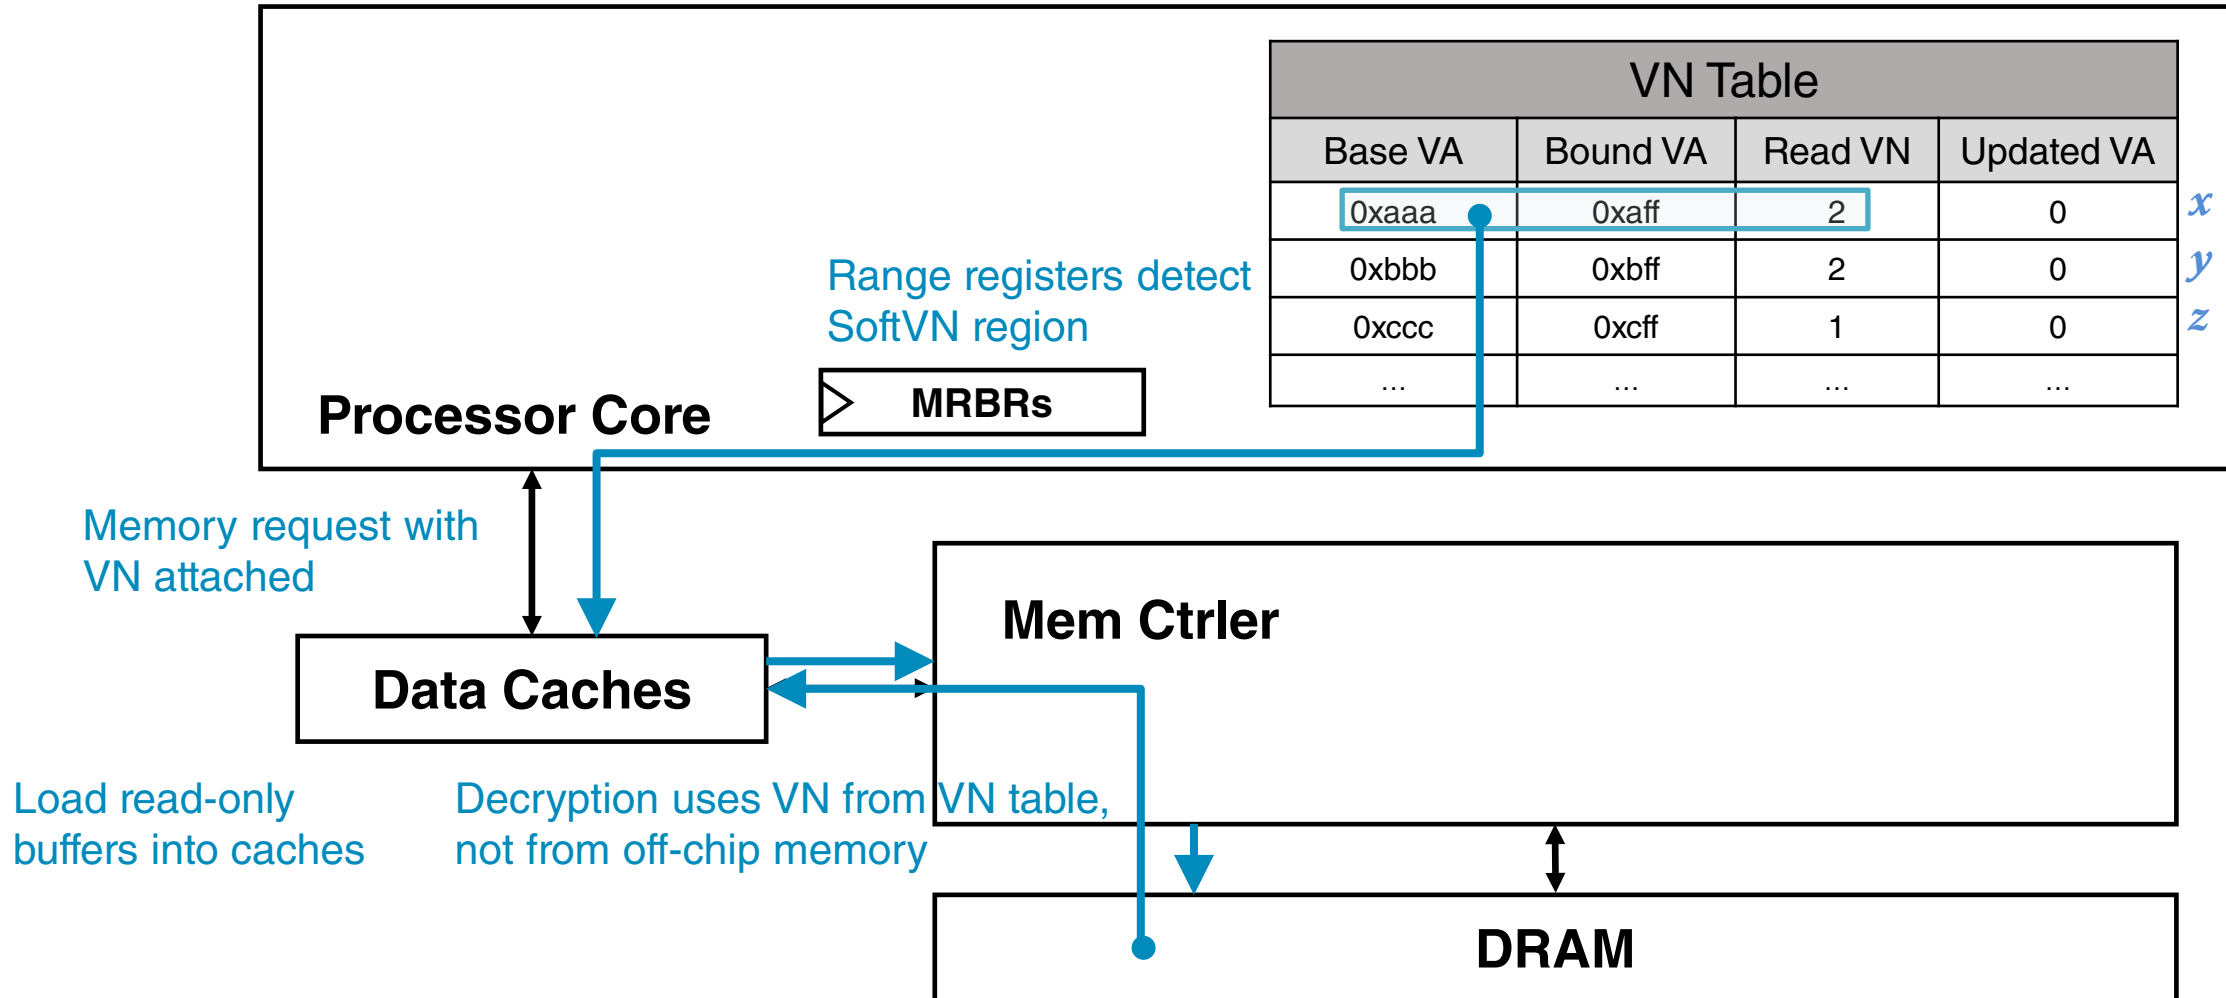 VN Table
Base VA Bound VA Read VN Updated VA
0xaaa 0xaff 2 0 x
0xbbb 0xbff 2 0 y
0xccc 0xcff 1 0 z
... ... ... ...
Range registers detect
SoftVN region
MRBRs
Processor Core
Memory request with
VN attached
Mem Ctrler
Data Caches
Load read-only
buffers into caches
Decryption uses VN from VN table,
not from off-chip memory
DRAM